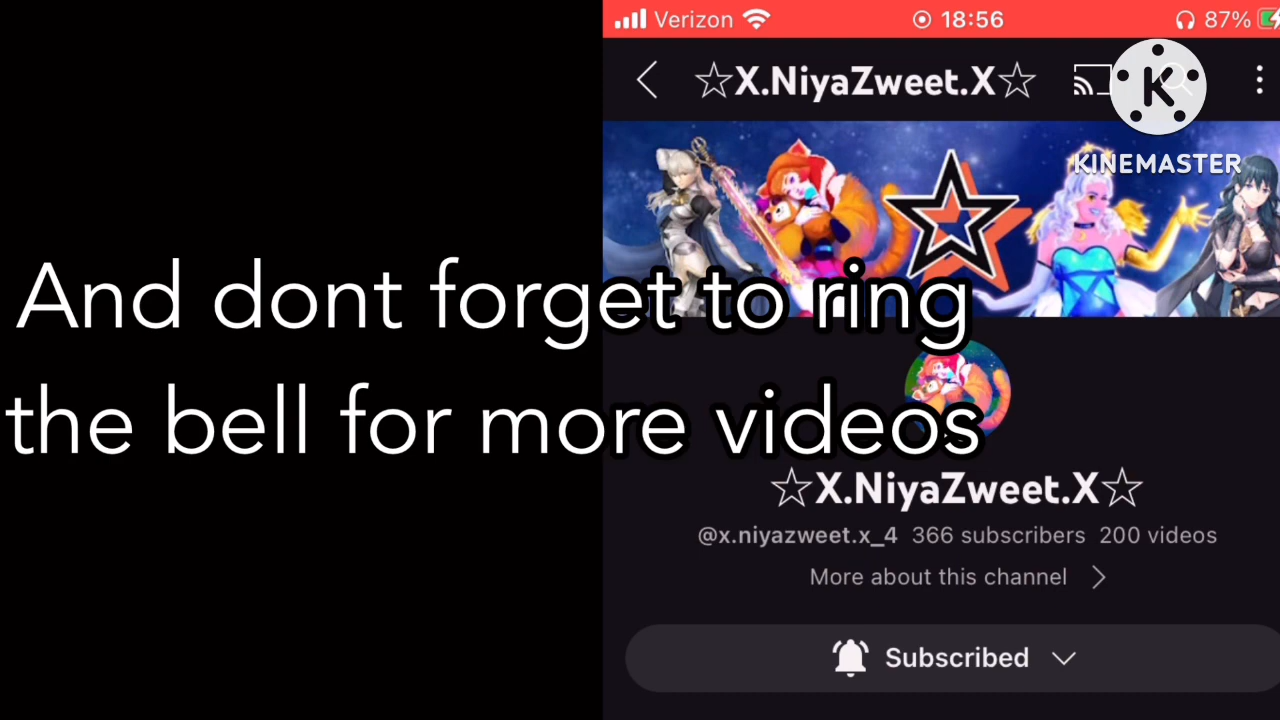 Verizon 18:56 87%
☆X.NiyaZweet.X☆
K
KINEMASTER
And dont forget to ring
the bell for more videos
☆X.NiyaZweet.X☆
@x.niyazweet.x_4 366 subscribers 200 videos
More about this channel
Subscribed